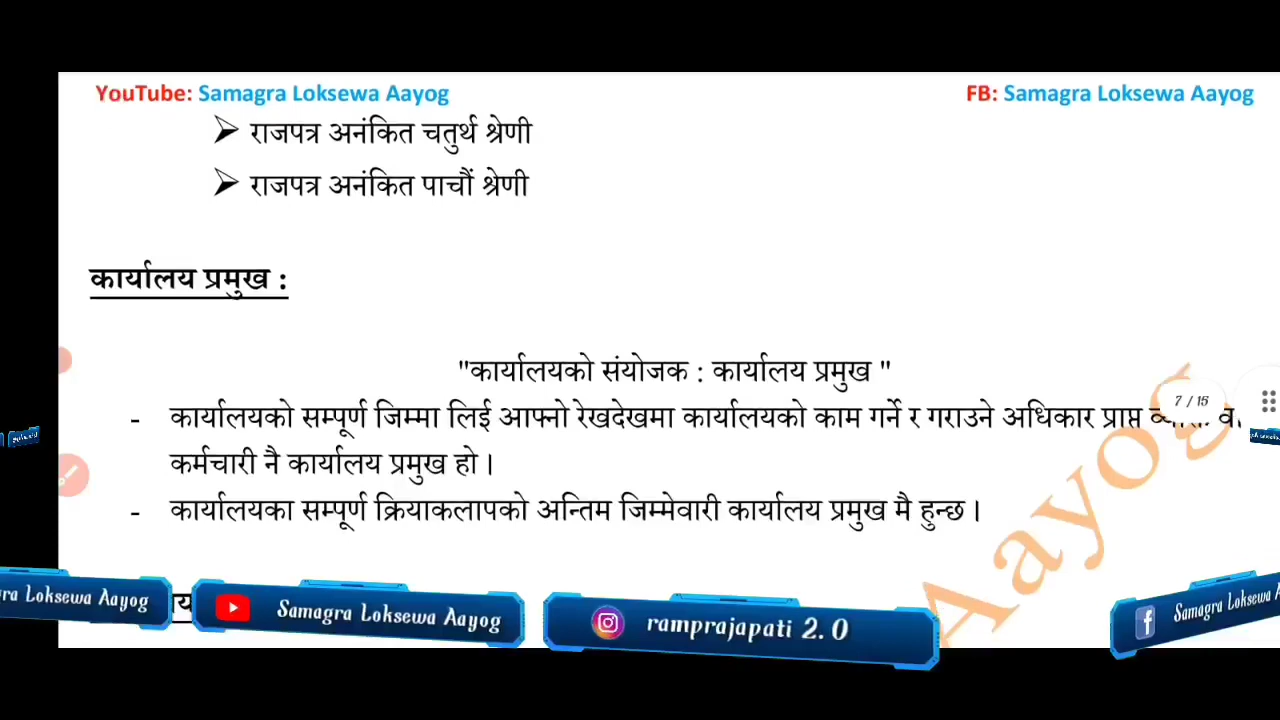 YouTube: Samagra Loksewa Aayog FB: Samagra Loksewa Aayog
➢ राजपत्र अनंकित चतुर्थ श्रेणी
➢ राजपत्र अनंकित पाचौं श्रेणी
कार्यालय प्रमुख :
"कार्यालयको संयोजक : कार्यालय प्रमुख "
- कार्यालयको सम्पूर्ण जिम्मा लिई आफ्नो रेखदेखमा कार्यालयको काम गर्ने र गराउने अधिकार प्राप्त
7 / 15
कर्मचारी नै कार्यालय प्रमुख हो ।
- कार्यालयका सम्पूर्ण क्रियाकलापको अन्तिम जिम्मेवारी कार्यालय प्रमुख मै हुन्छ ।
Aayog
Loksewa Aayog
Samagra Loksewa Aayog
ramprajapati 2.0
Samagra Loksewa